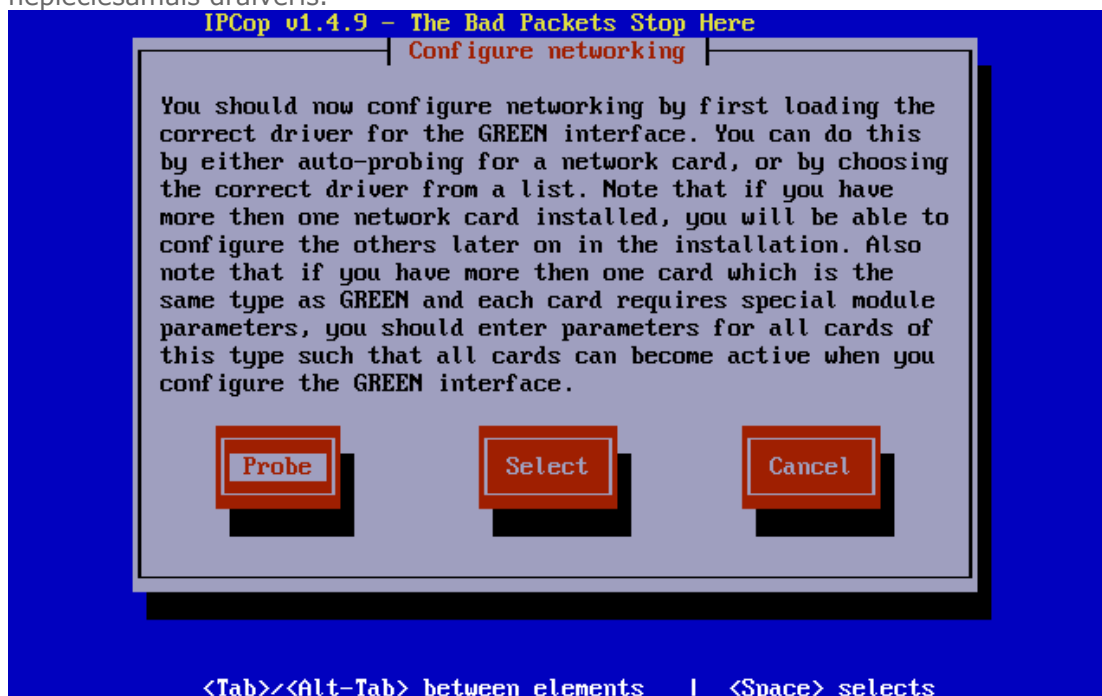 nepieciešamais draiveris.
IPCop v1.4.9 - The Bad Packets Stop Here
Configure networking
You should now configure networking by first loading the
correct driver for the GREEN interface. You can do this
by either auto-probing for a network card, or by choosing
the correct driver from a list. Note that if you have
more then one network card installed, you will be able to
configure the others later on in the installation. Also
note that if you have more then one card which is the
same type as GREEN and each card requires special module
parameters, you should enter parameters for all cards of
this type such that all cards can become active when you
configure the GREEN interface.
Probe Select Cancel
<Tab>/<Alt-Tab> between elements | <Space> selects